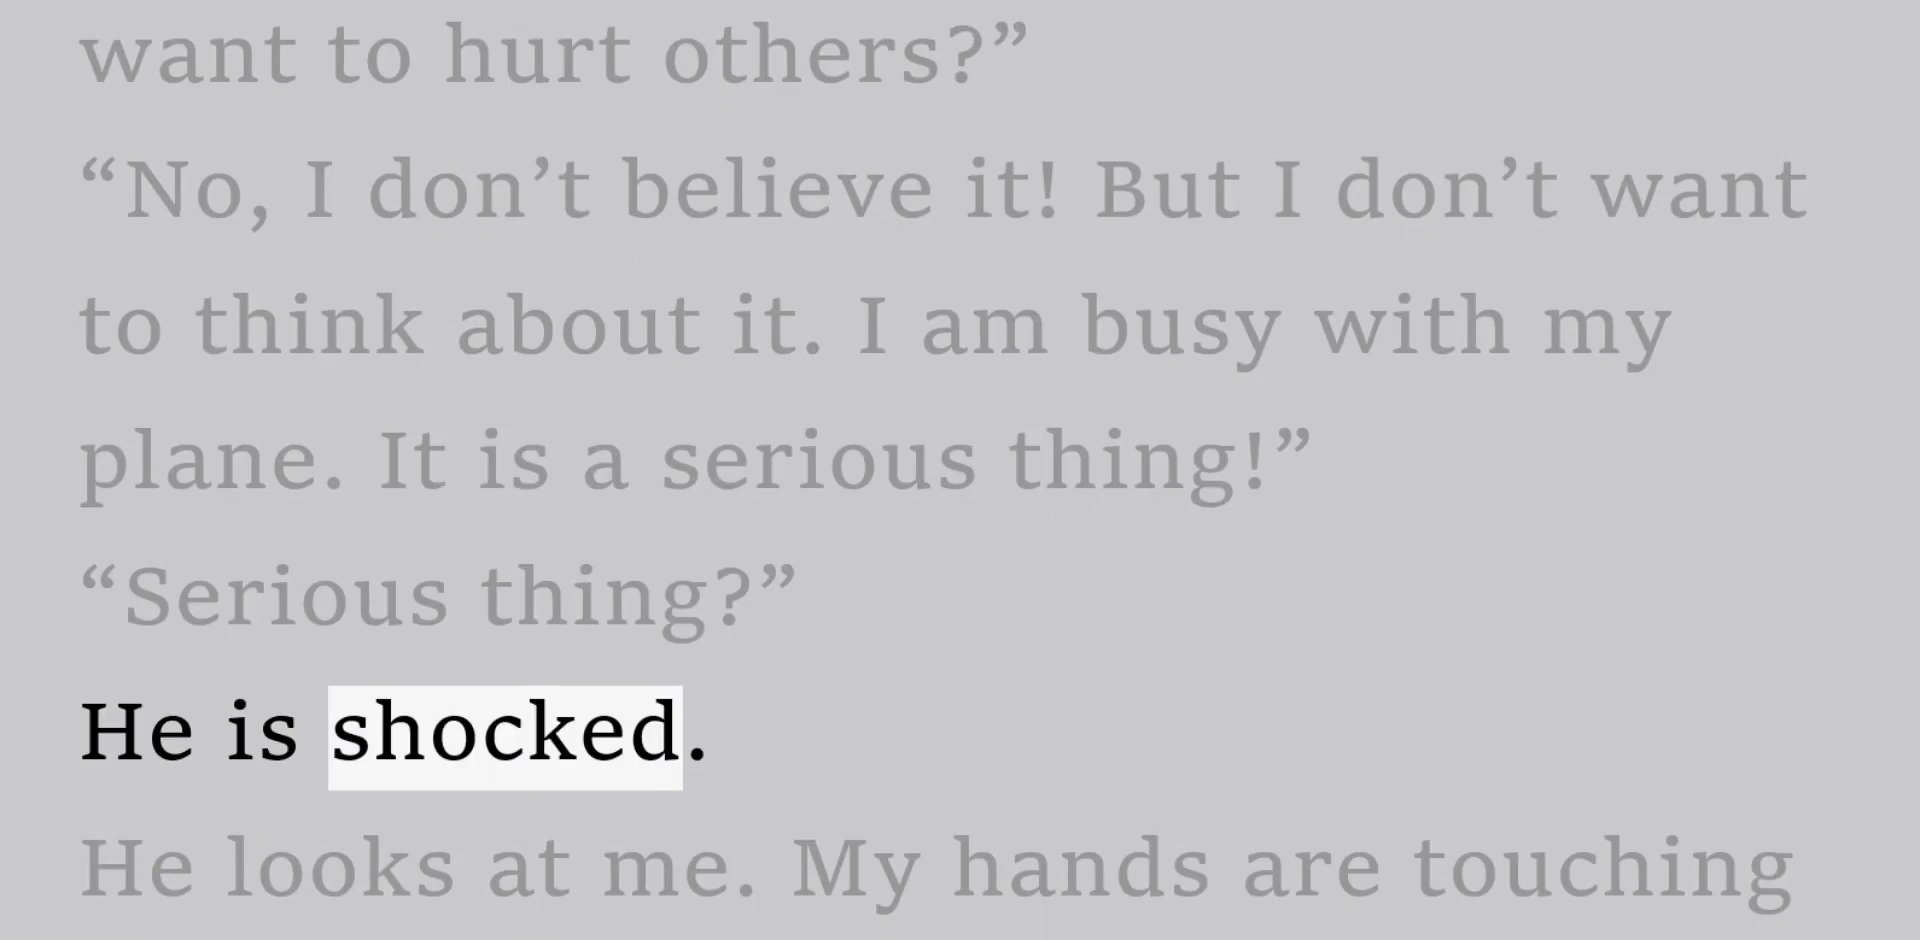 want to hurt others?”
“No, I don’t believe it! But I don’t want
to think about it. I am busy with my
plane. It is a serious thing!”
“Serious thing?”
He is shocked.
He looks at me. My hands are touching